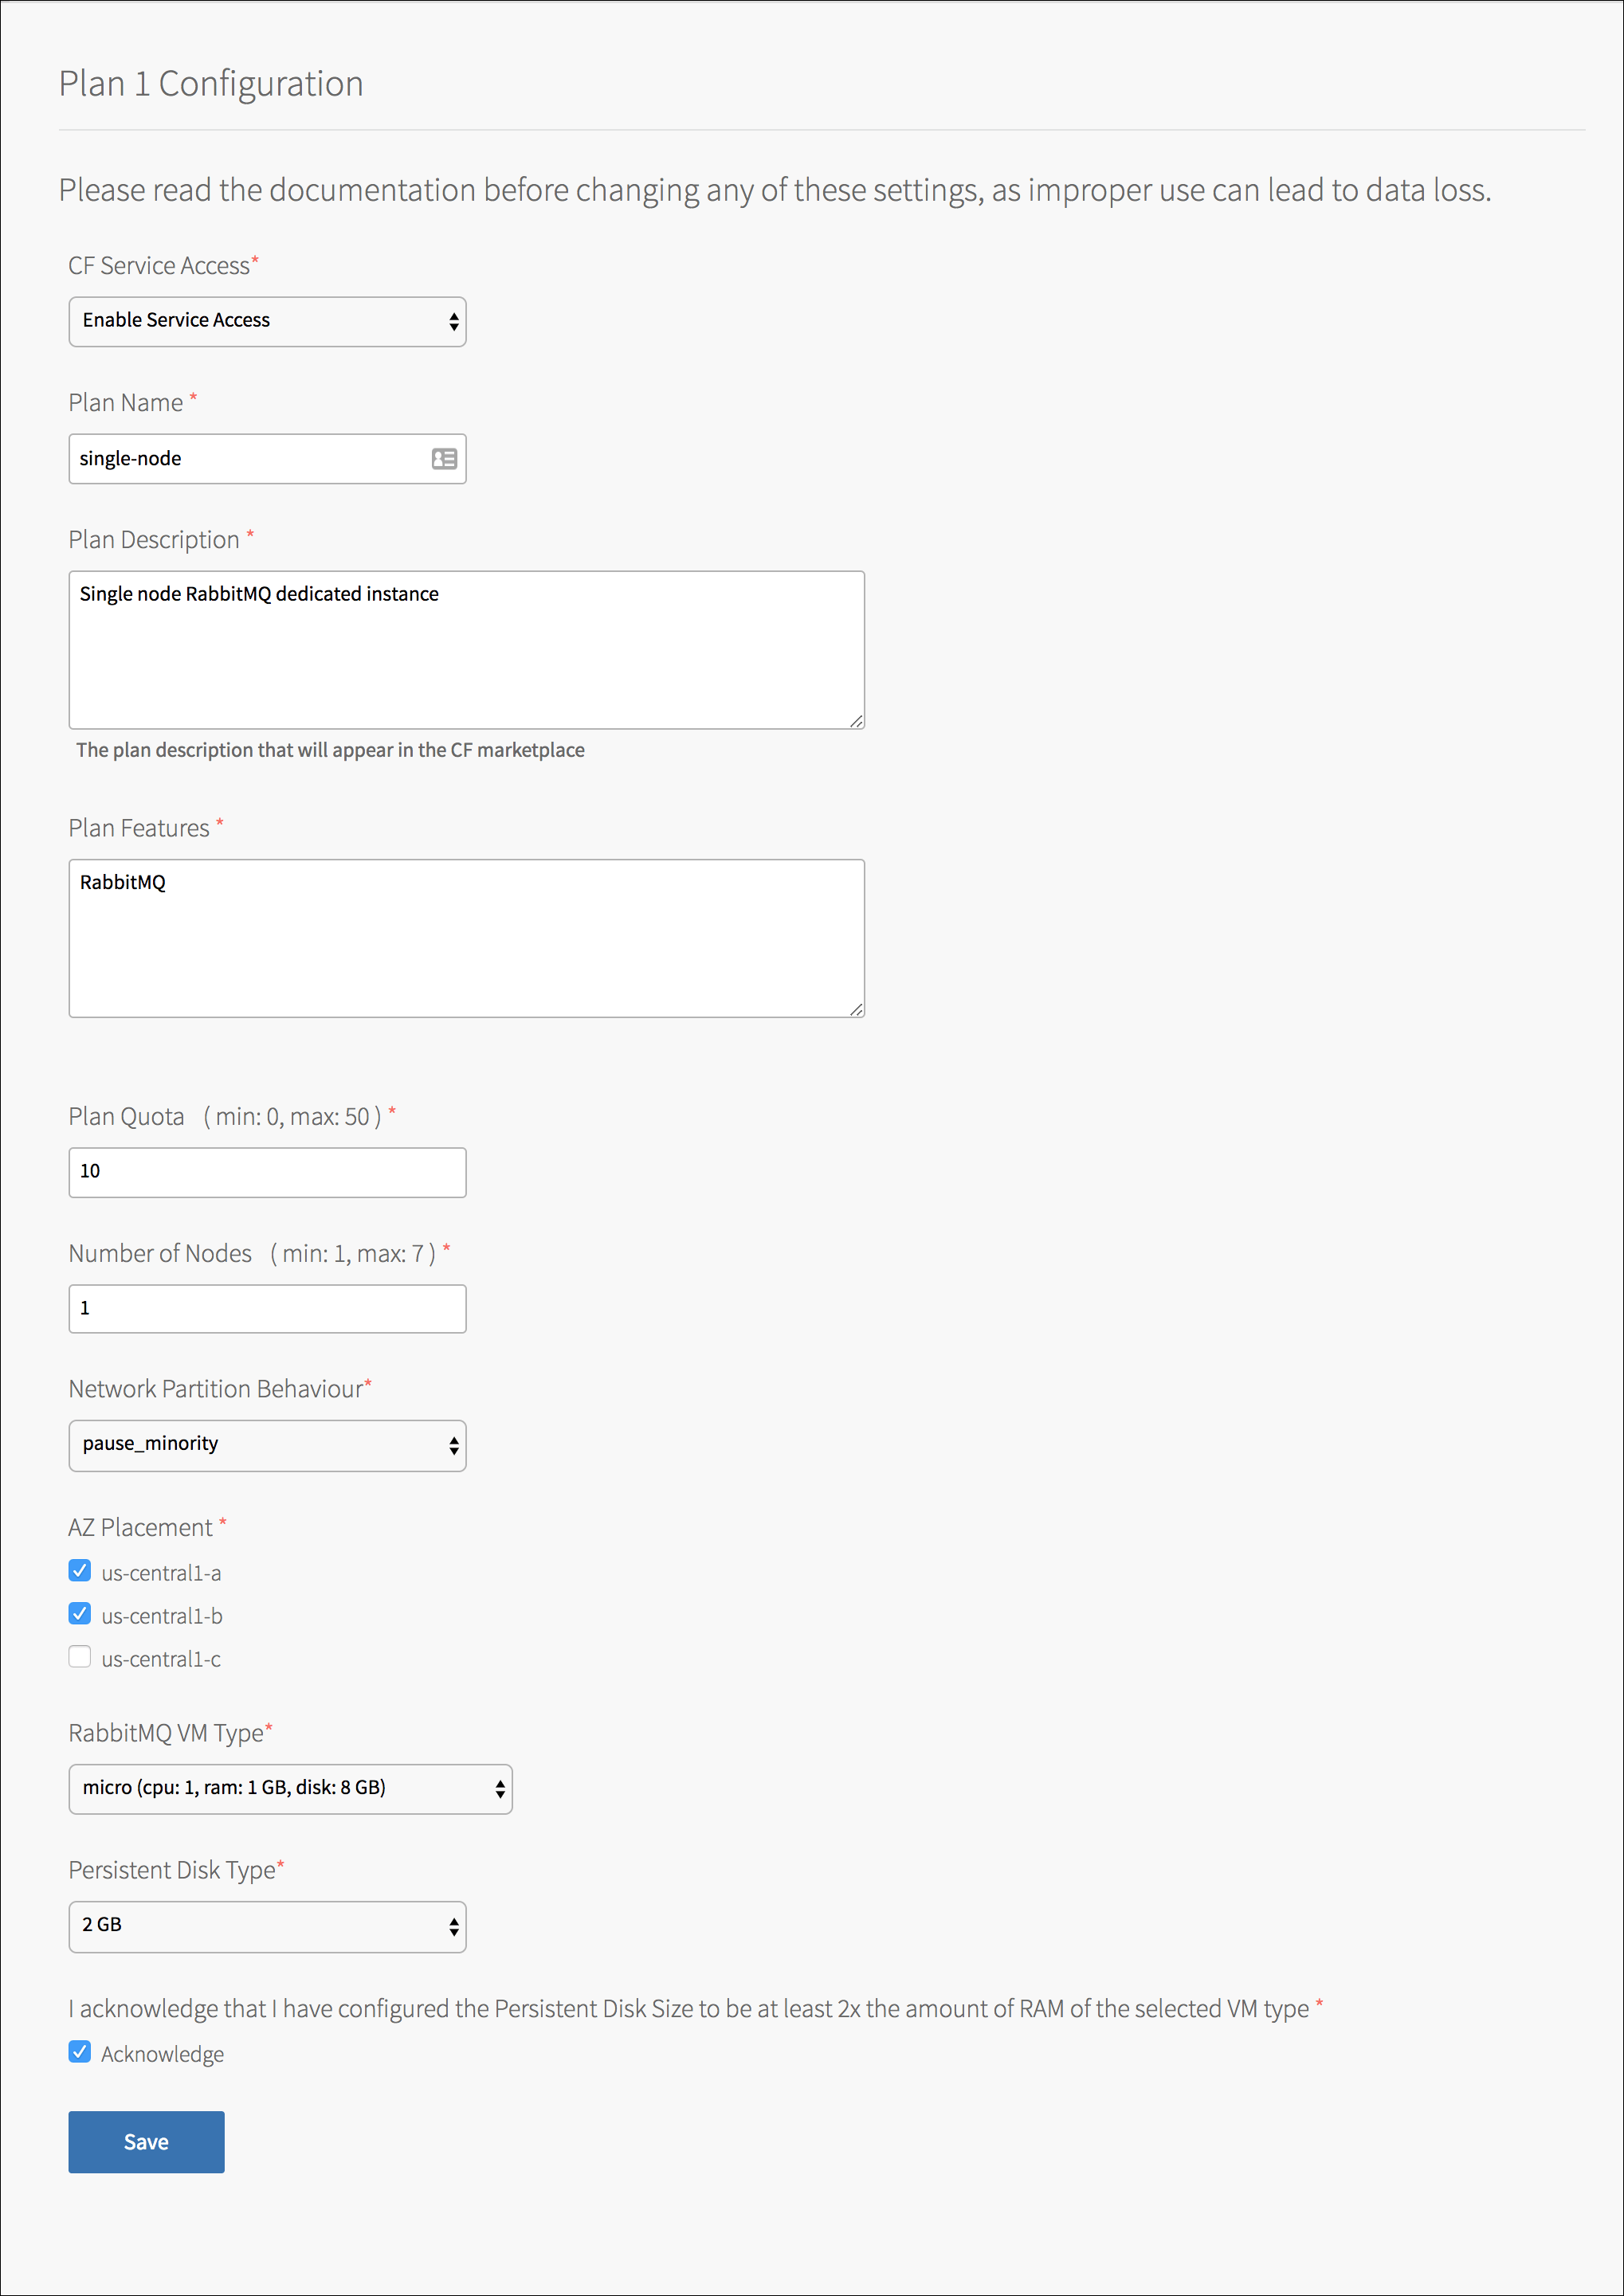 Plan 1 Configuration
Please read the documentation before changing any of these settings, as improper use can lead to data loss.
CF Service Access*
Enable Service Access
Plan Name *
single-node
Plan Description *
Single node RabbitMQ dedicated instance
The plan description that will appear in the CF marketplace
Plan Features *
RabbitMQ
Plan Quota ( min: 0, max: 50 ) *
10
Number of Nodes ( min: 1, max: 7 ) *
1
Network Partition Behaviour*
pause_minority
AZ Placement *
us-central1-a
us-central1-b
us-central1-c
RabbitMQ VM Type*
micro (cpu: 1, ram: 1 GB, disk: 8 GB)
Persistent Disk Type*
2 GB
I acknowledge that I have configured the Persistent Disk Size to be at least 2x the amount of RAM of the selected VM type *
Acknowledge
Save